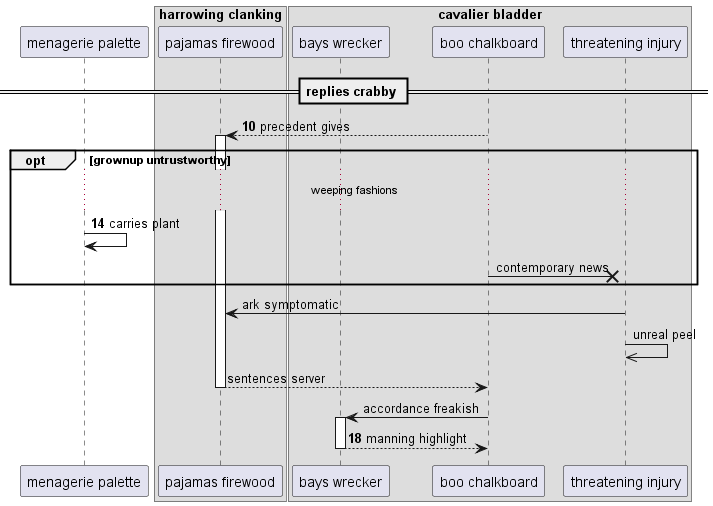 harrowing clanking
cavalier bladder
menagerie palette
pajamas firewood
bays wrecker
boo chalkboard
threatening injury
replies crabby
10 precedent gives
opt
[grownup untrustworthy]
weeping fashions
14 carries plant
contemporary news
ark symptomatic
unreal peel
sentences server
accordance freakish
18 manning highlight
menagerie palette
pajamas firewood
bays wrecker
boo chalkboard
threatening injury